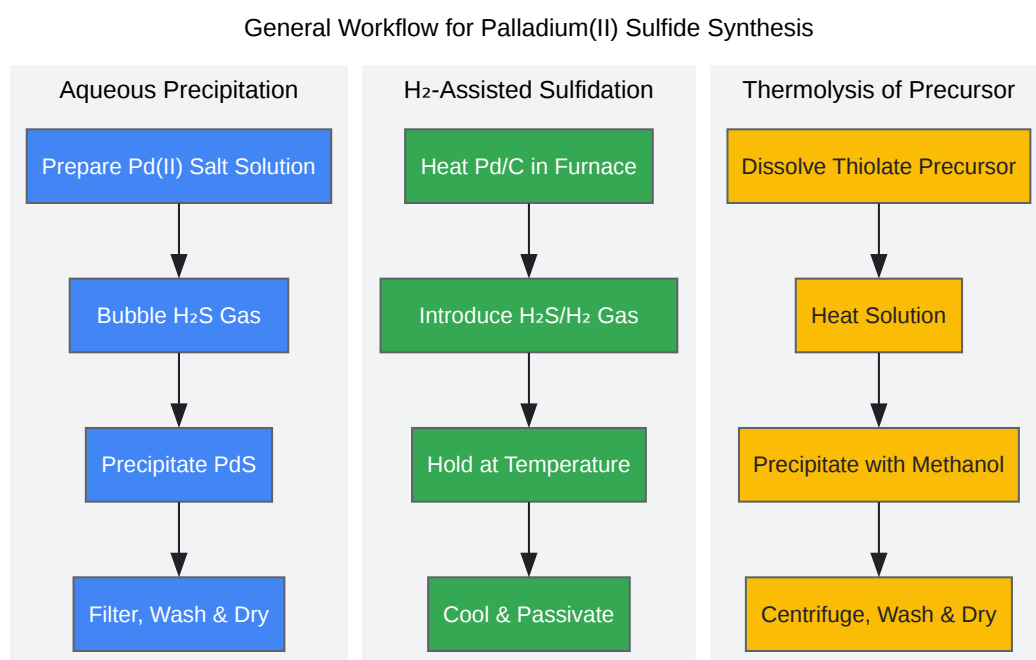 General Workflow for Palladium(II) Sulfide Synthesis
Aqueous Precipitation
Prepare Pd(II) Salt Solution
Bubble H₂S Gas
Precipitate PdS
Filter, Wash & Dry
H₂-Assisted Sulfidation
Heat Pd/C in Furnace
Introduce H₂S/H₂ Gas
Hold at Temperature
Cool & Passivate
Thermolysis of Precursor
Dissolve Thiolate Precursor
Heat Solution
Precipitate with Methanol
Centrifuge, Wash & Dry